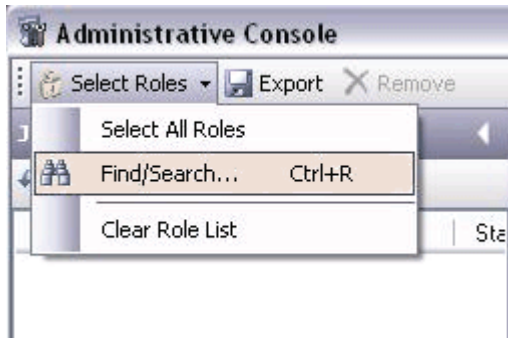 Administrative Console
Select Roles Export Remove
Select All Roles
Find/Search... Ctrl+R
Clear Role List